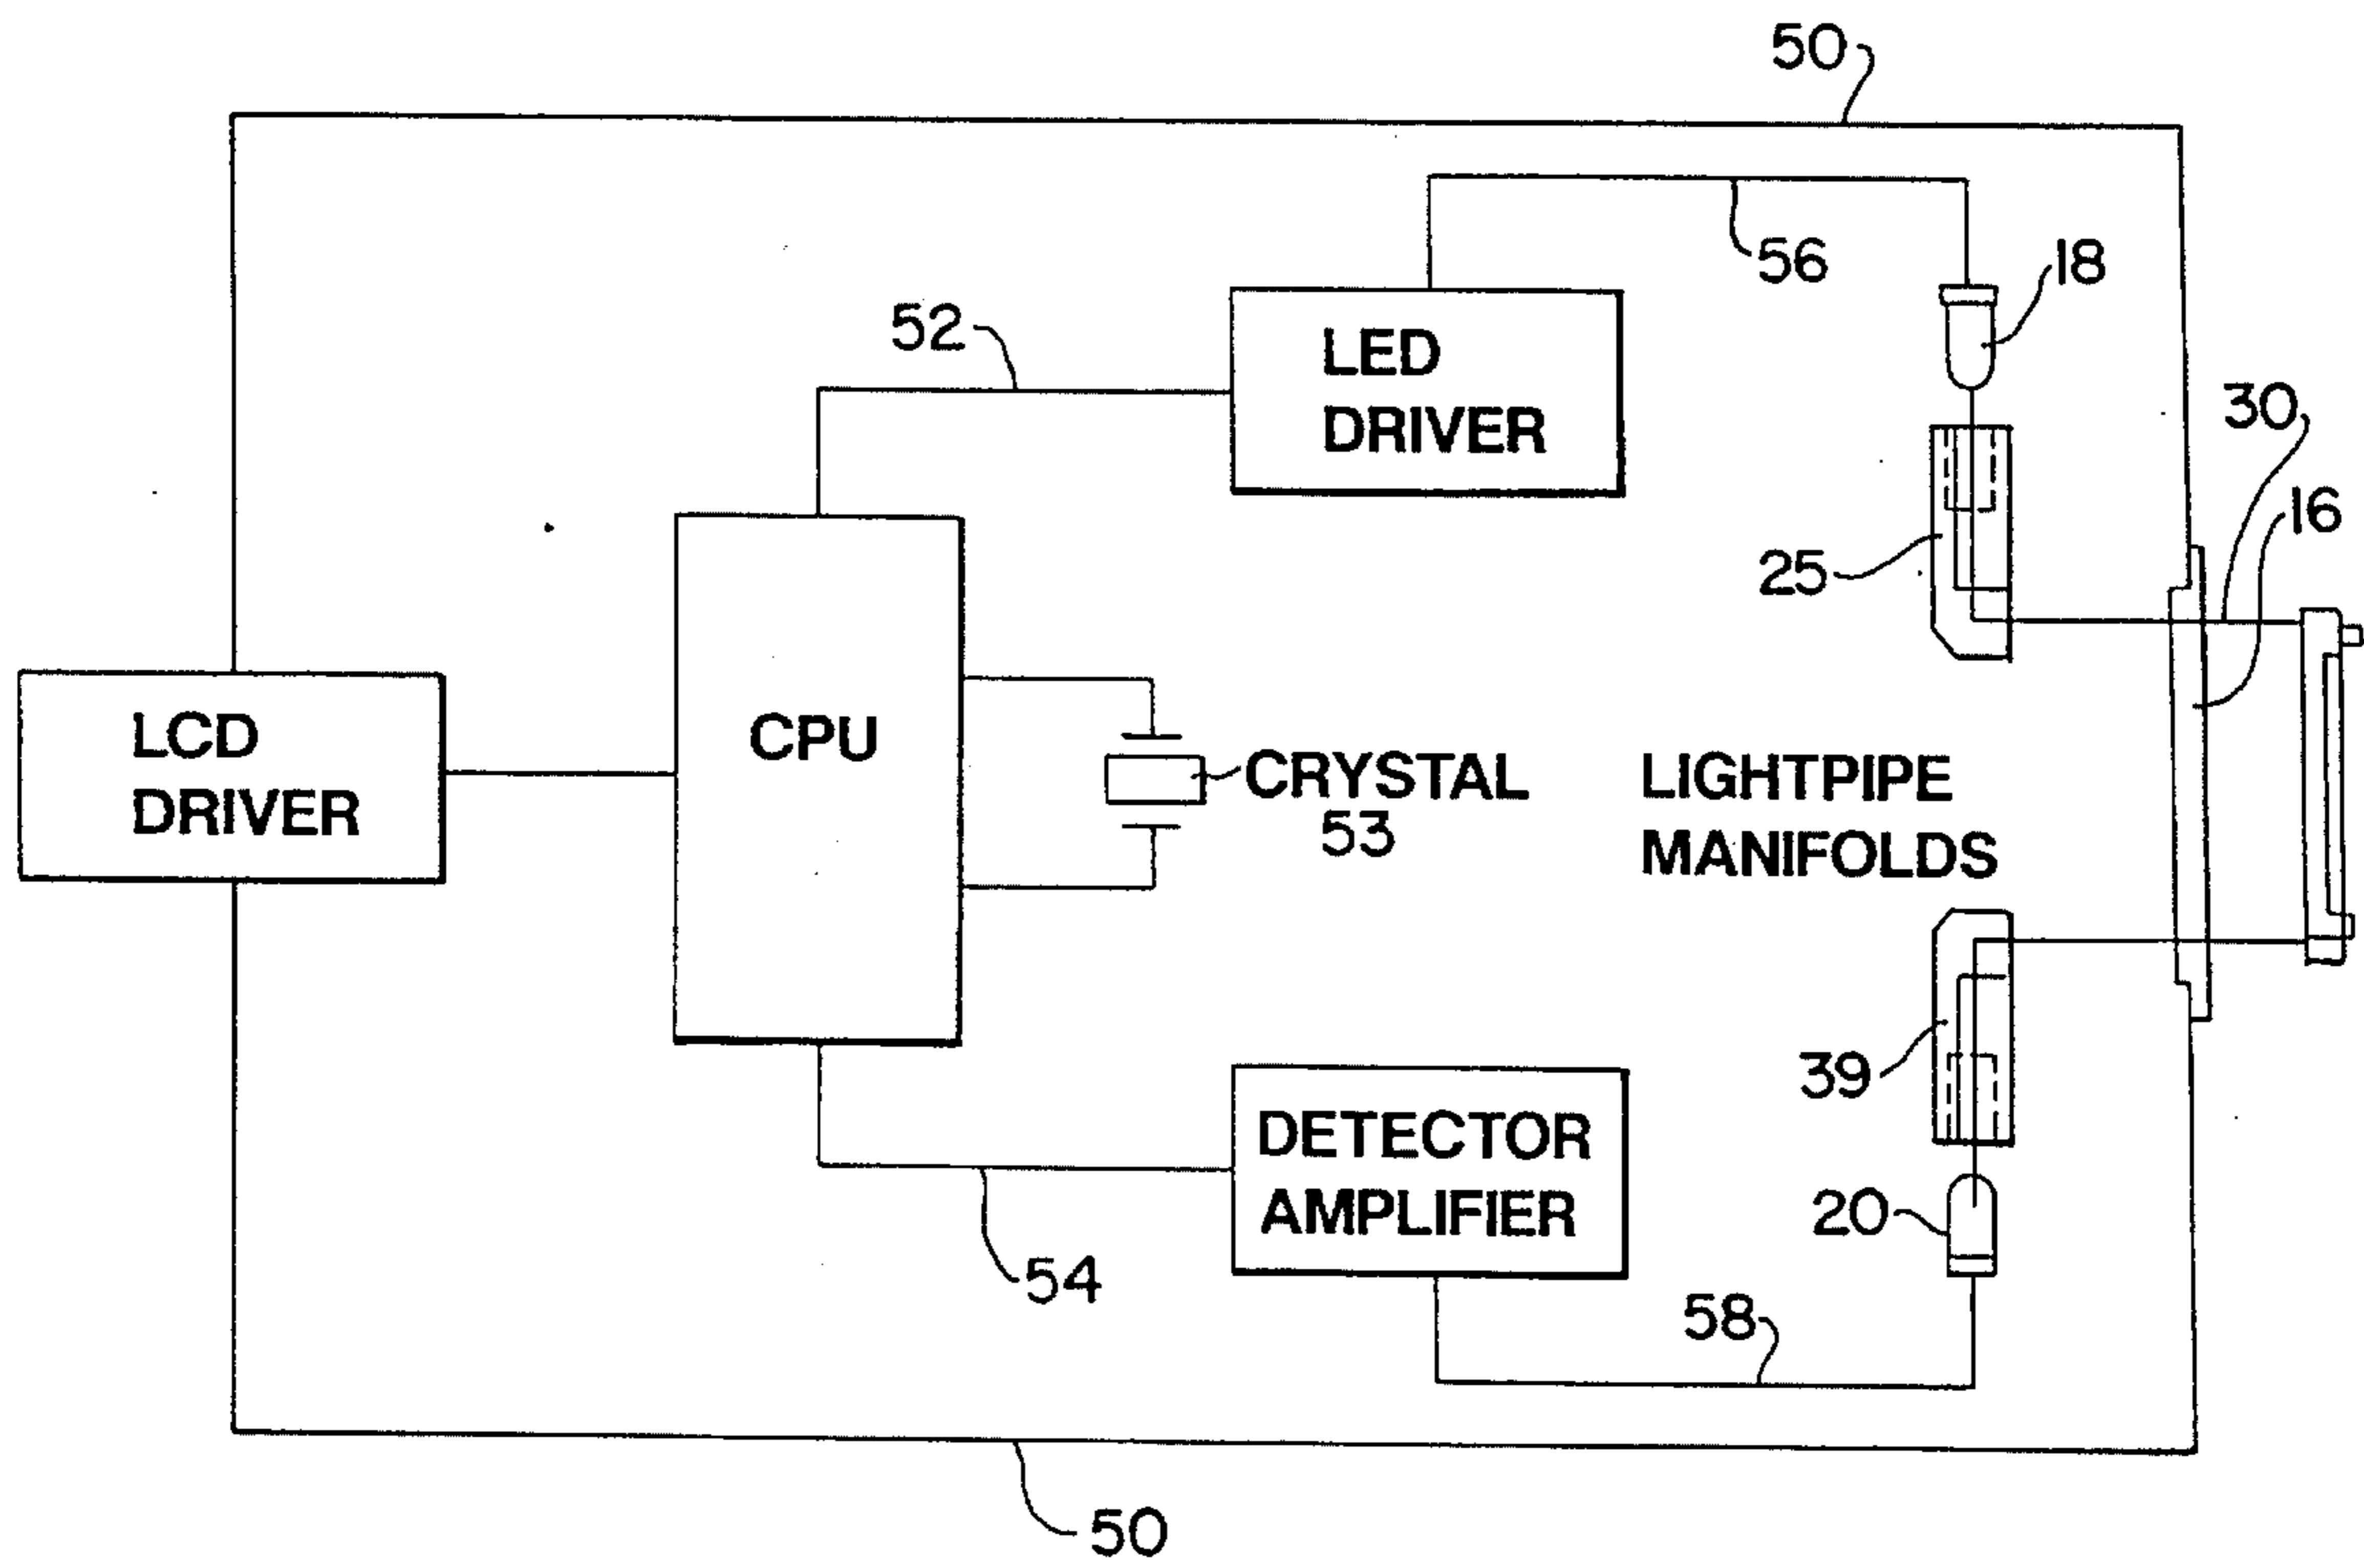 50
56
18
52
LED
DRIVER
30
16
25
LCD
DRIVER
CPU
CRYSTAL
53
LIGHTPIPE
MANIFOLDS
39
DETECTOR
AMPLIFIER
20
54
58
50